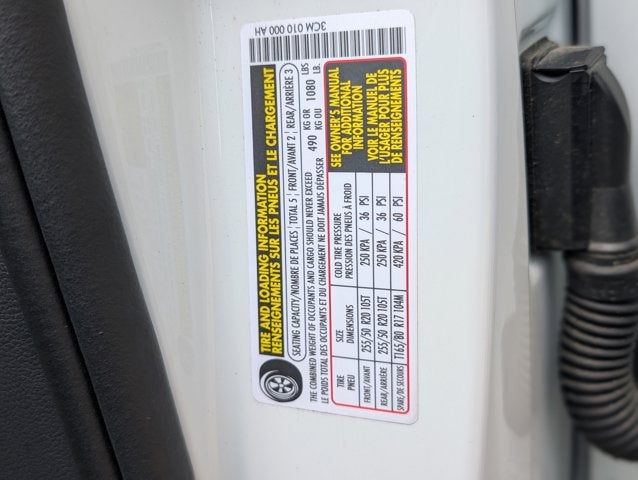 3CM 010 000 AH
TIRE AND LOADING INFORMATION
RENSEIGNEMENTS SUR LES PNEUS ET LE CHARGEMENT
SEATING CAPACITY/NOMBRE DE PLACES | TOTAL 5 | FRONT/AVANT 2 | REAR/ARRIÈRE 3
THE COMBINED WEIGHT OF OCCUPANTS AND CARGO SHOULD NEVER EXCEED 490 KG OR 1080 LBS
LE POIDS TOTAL DES OCCUPANTS ET DU CHARGEMENT NE DOIT JAMAIS DÉPASSER KG OU LB.
TIRE SIZE COLD TIRE PRESSURE
PNEU DIMENSIONS PRESSION DES PNEUS À FROID
FRONT/AVANT 255/50 R20 105T 250 KPA / 36 PSI
REAR/ARRIÈRE 255/50 R20 105T 250 KPA / 36 PSI
SPARE/DE SECOURS T165/80 R17 104M 420 KPA / 60 PSI
SEE OWNER'S MANUAL
FOR ADDITIONAL
INFORMATION
VOIR LE MANUEL DE
L'USAGER POUR PLUS
DE RENSEIGNEMENTS